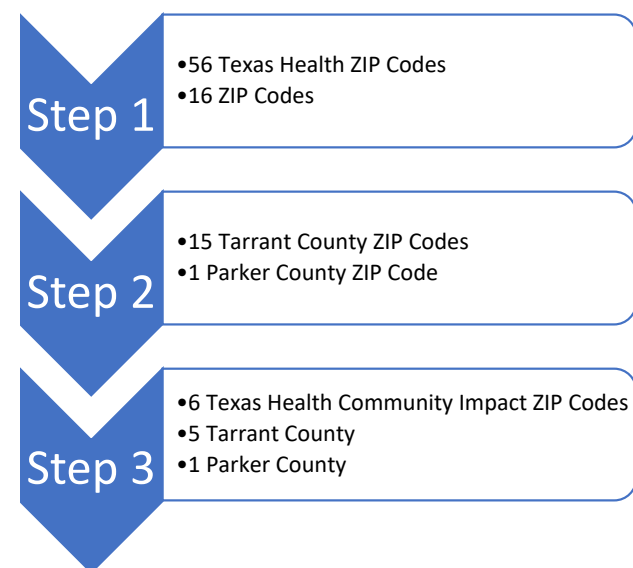 Step 1
•56 Texas Health ZIP Codes
•16 ZIP Codes
Step 2
•15 Tarrant County ZIP Codes
•1 Parker County ZIP Code
Step 3
•6 Texas Health Community Impact ZIP Codes
•5 Tarrant County
•1 Parker County